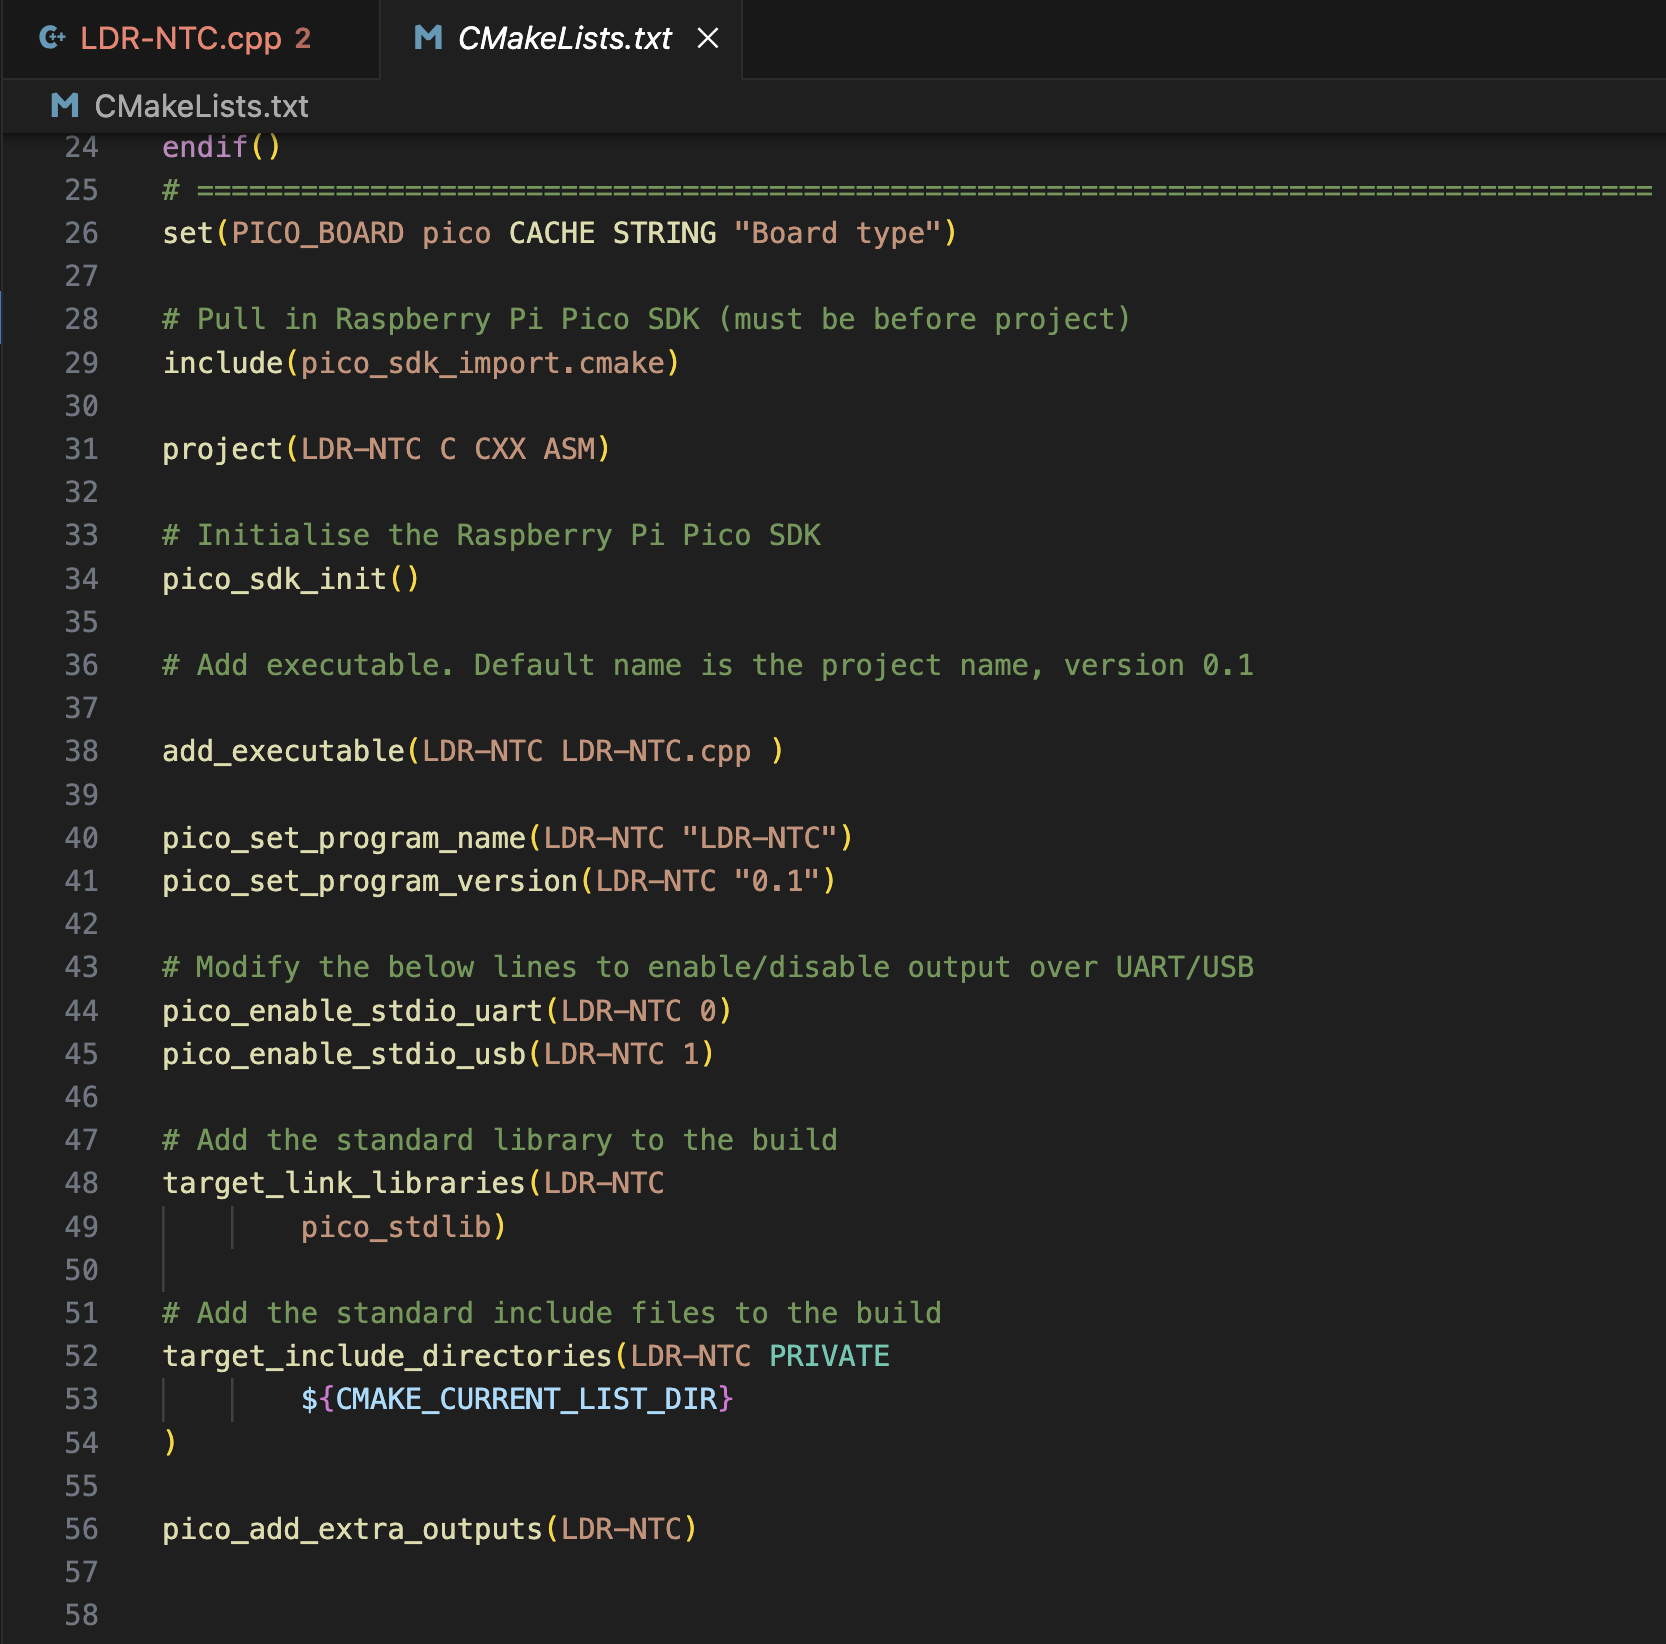 LDR-NTC.cpp 2 CMakeLists.txt
CMakeLists.txt
24 endif()
25 # ====================================================================================
26 set(PICO_BOARD pico CACHE STRING "Board type")
27
28 # Pull in Raspberry Pi Pico SDK (must be before project)
29 include(pico_sdk_import.cmake)
30
31 project(LDR-NTC C CXX ASM)
32
33 # Initialise the Raspberry Pi Pico SDK
34 pico_sdk_init()
35
36 # Add executable. Default name is the project name, version 0.1
37
38 add_executable(LDR-NTC LDR-NTC.cpp )
39
40 pico_set_program_name(LDR-NTC "LDR-NTC")
41 pico_set_program_version(LDR-NTC "0.1")
42
43 # Modify the below lines to enable/disable output over UART/USB
44 pico_enable_stdio_uart(LDR-NTC 0)
45 pico_enable_stdio_usb(LDR-NTC 1)
46
47 # Add the standard library to the build
48 target_link_libraries(LDR-NTC
49         pico_stdlib)
50
51 # Add the standard include files to the build
52 target_include_directories(LDR-NTC PRIVATE
53         ${CMAKE_CURRENT_LIST_DIR}
54 )
55
56 pico_add_extra_outputs(LDR-NTC)
57
58